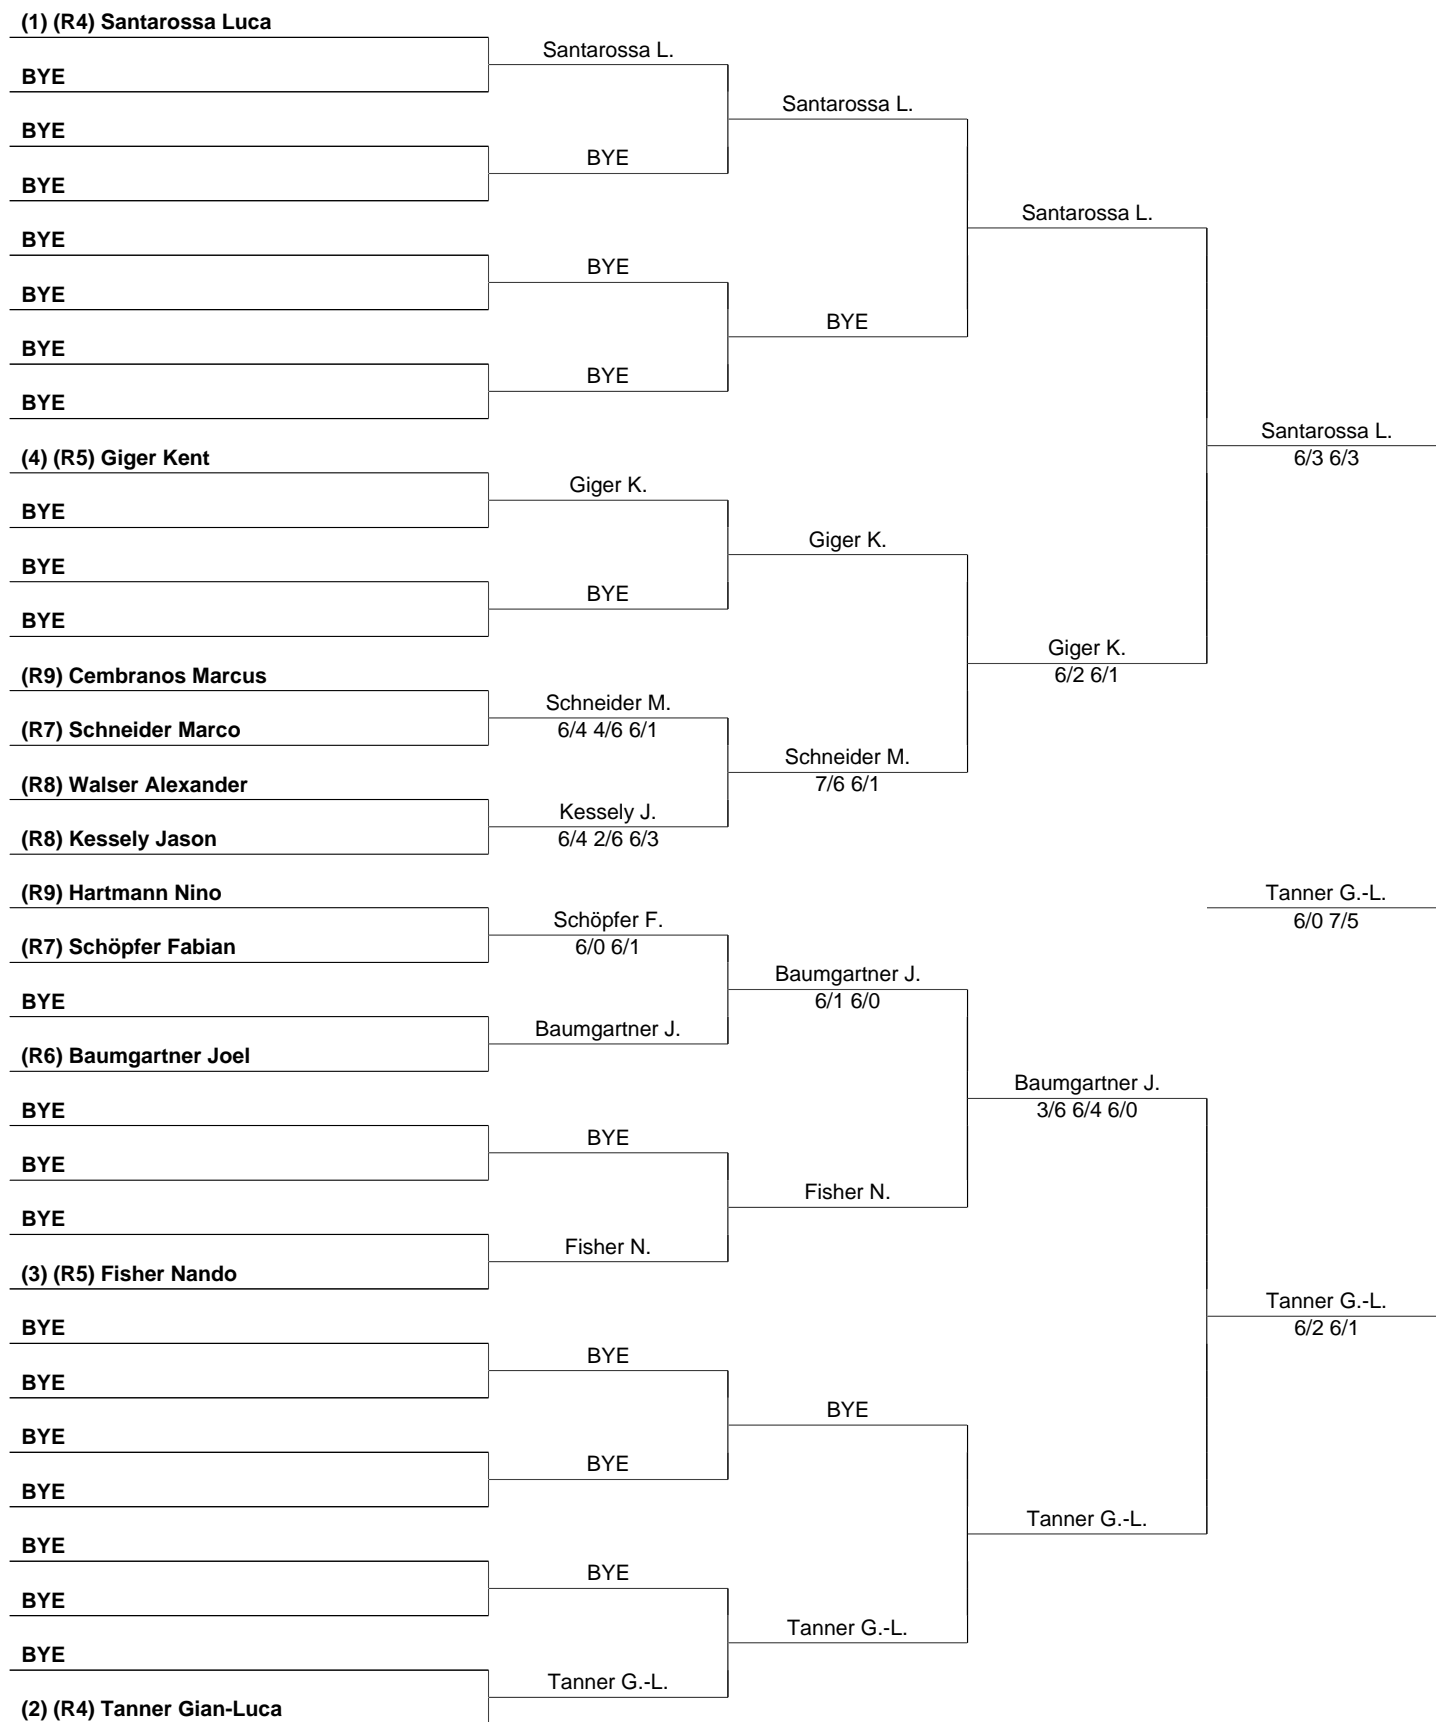 (1) (R4) Santarossa Luca
BYE
BYE
BYE
BYE
BYE
BYE
BYE
(4) (R5) Giger Kent
BYE
BYE
BYE
(R9) Cembranos Marcus
(R7) Schneider Marco
(R8) Walser Alexander
(R8) Kessely Jason
(R9) Hartmann Nino
(R7) Schöpfer Fabian
BYE
(R6) Baumgartner Joel
BYE
BYE
BYE
(3) (R5) Fisher Nando
BYE
BYE
BYE
BYE
BYE
BYE
BYE
(2) (R4) Tanner Gian-Luca
Santarossa L.
BYE
BYE
BYE
Giger K.
BYE
Schneider M.
6/4 4/6 6/1
Kessely J.
6/4 2/6 6/3
Schöpfer F.
6/0 6/1
Baumgartner J.
BYE
Fisher N.
BYE
BYE
BYE
Tanner G.-L.
Santarossa L.
BYE
Giger K.
Schneider M.
7/6 6/1
Baumgartner J.
6/1 6/0
Fisher N.
BYE
Tanner G.-L.
Santarossa L.
Giger K.
6/2 6/1
Baumgartner J.
3/6 6/4 6/0
Tanner G.-L.
Santarossa L.
6/3 6/3
Tanner G.-L.
6/0 7/5
Tanner G.-L.
6/2 6/1